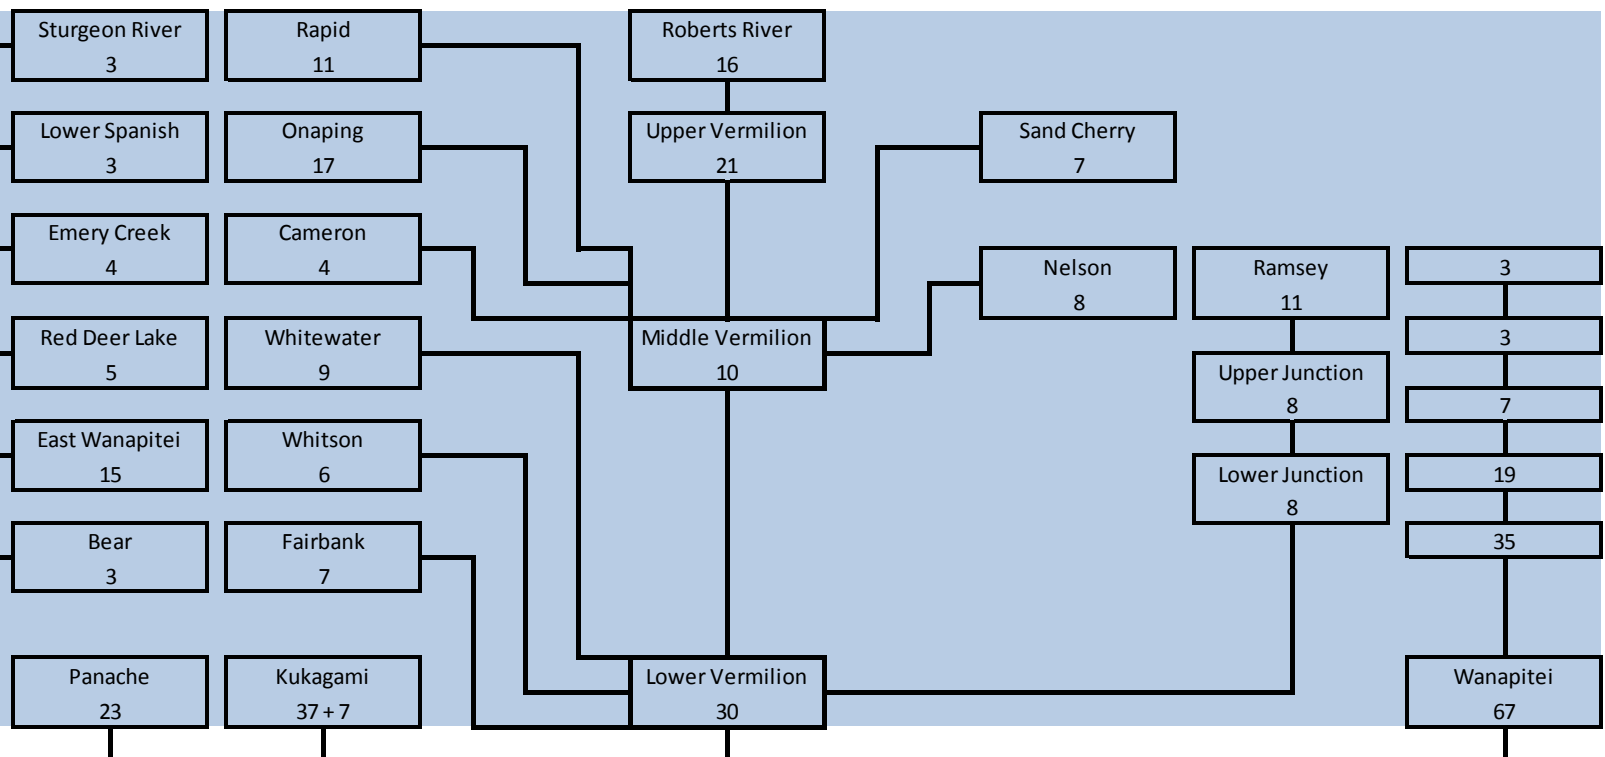 Sturgeon River
3
Rapid
11
Roberts River
16
Lower Spanish
3
Onaping
17
Upper Vermilion
21
Sand Cherry
7
Emery Creek
4
Cameron
4
Nelson
8
Ramsey
11
3
Red Deer Lake
5
Whitewater
9
Middle Vermilion
10
3
Upper Junction
8
7
East Wanapitei
15
Whitson
6
Lower Junction
8
19
Bear
3
Fairbank
7
35
Panache
23
Kukagami
37 + 7
Lower Vermilion
30
Wanapitei
67